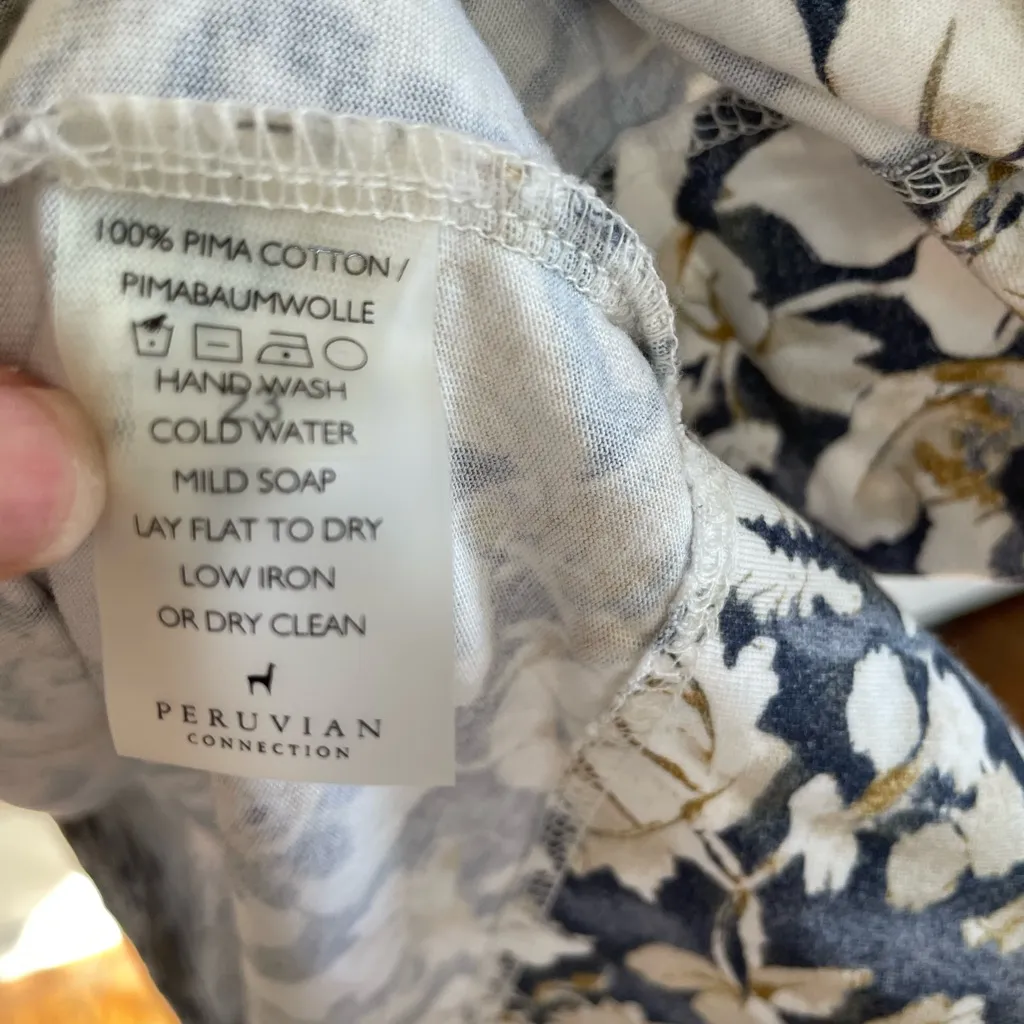 100% PIMA COTTON /
PIMABAUMWOLLE
HAND WASH
23
COLD WATER
MILD SOAP
LAY FLAT TO DRY
LOW IRON
OR DRY CLEAN
PERUVIAN
CONNECTION